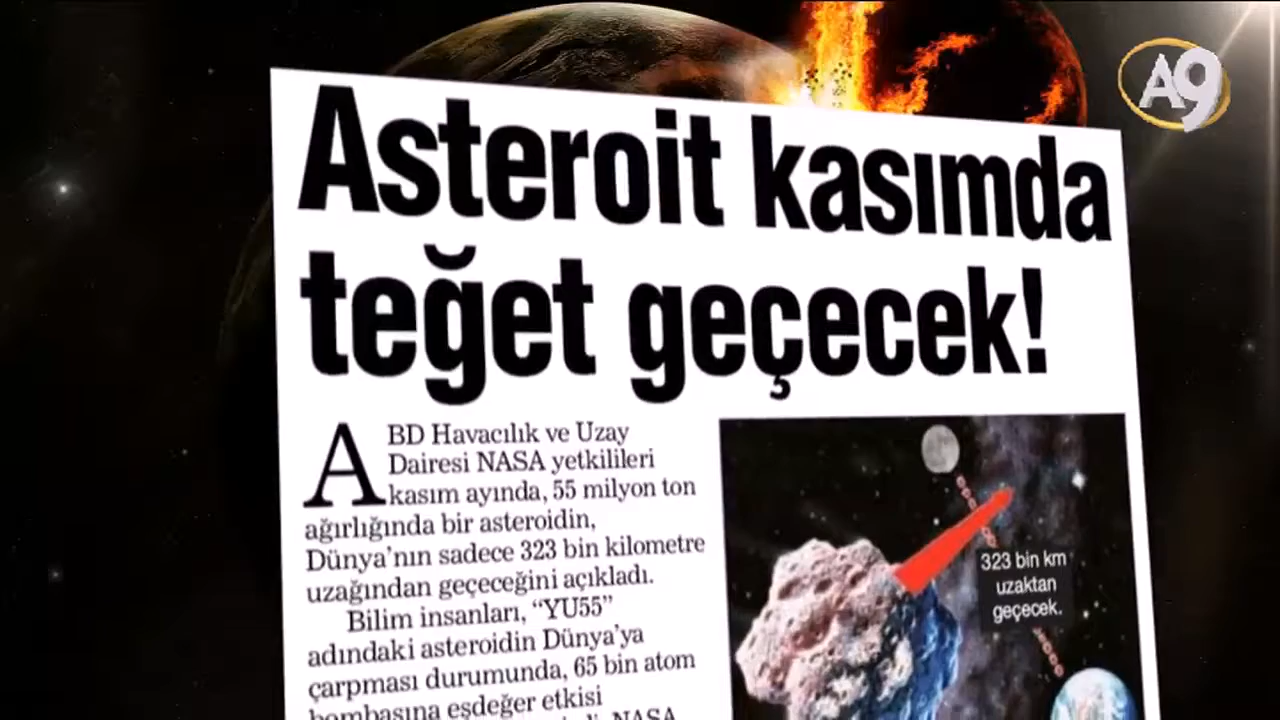 A9
Asteroit kasımda
teğet geçecek!
ABD Havacılık ve Uzay
Dairesi NASA yetkilileri
kasım ayında, 55 milyon ton
ağırlığında bir asteroidin,
Dünya'nın sadece 323 bin kilometre
uzağından geçeceğini açıkladı.
Bilim insanları, “YU55”
adındaki asteroidin Dünya'ya
çarpması durumunda, 65 bin atom
bombasına eşdeğer etkisi
NASA
323 bin km
uzaktan
geçecek.